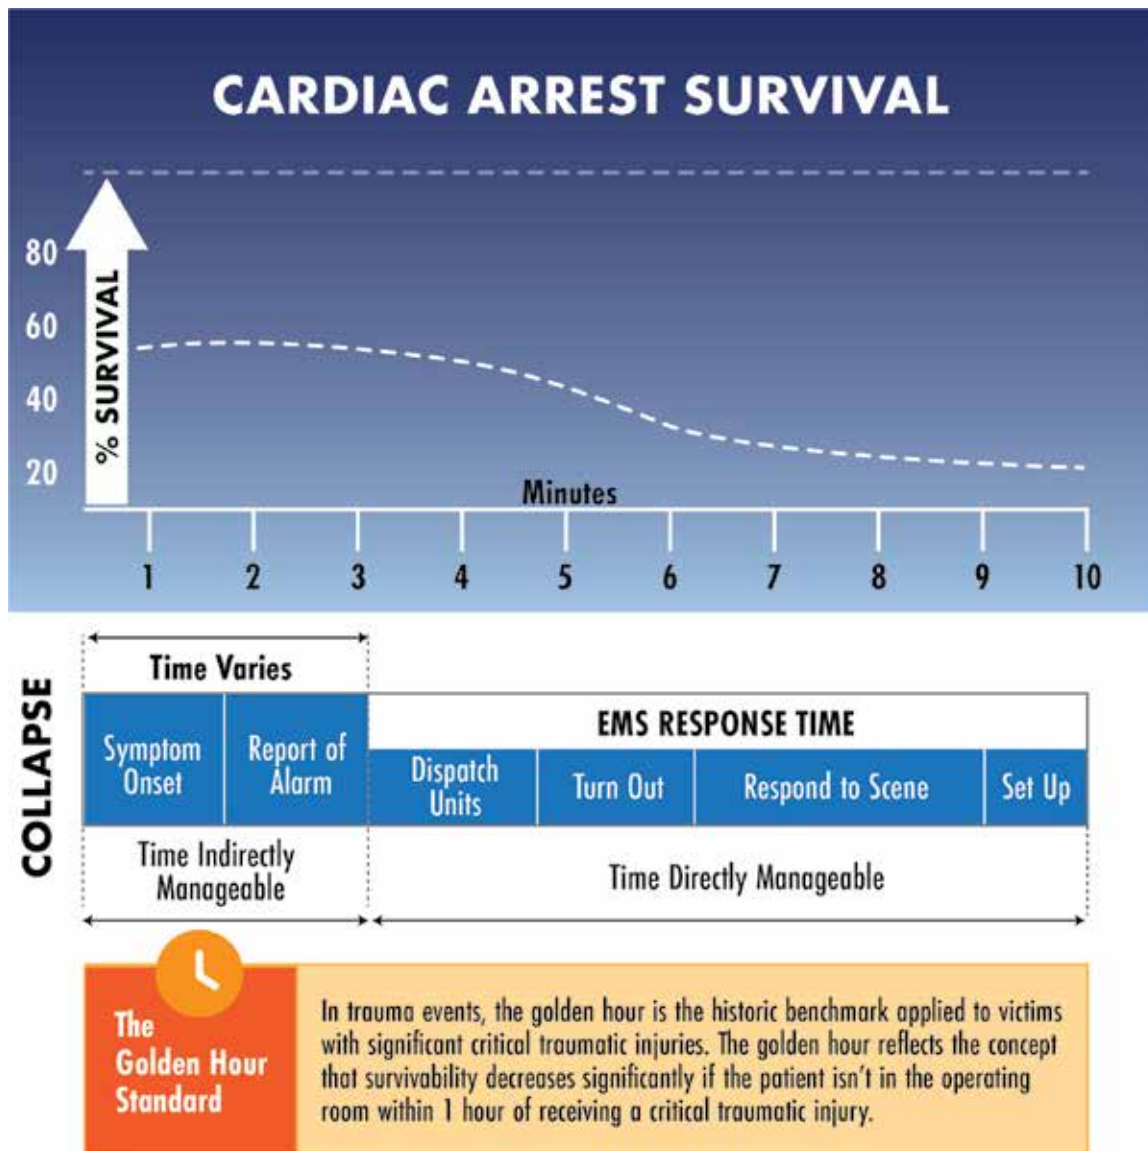 CARDIAC ARREST SURVIVAL
80
60
40
20
% SURVIVAL
Minutes
1 2 3 4 5 6 7 8 9 10
COLLAPSE
Time Varies
Symptom
Onset
Report of
Alarm
EMS RESPONSE TIME
Dispatch
Units
Turn Out
Respond to Scene
Set Up
Time Indirectly
Manageable
Time Directly Manageable
The
Golden Hour
Standard
In trauma events, the golden hour is the historic benchmark applied to victims
with significant critical traumatic injuries. The golden hour reflects the concept
that survivability decreases significantly if the patient isn't in the operating
room within 1 hour of receiving a critical traumatic injury.